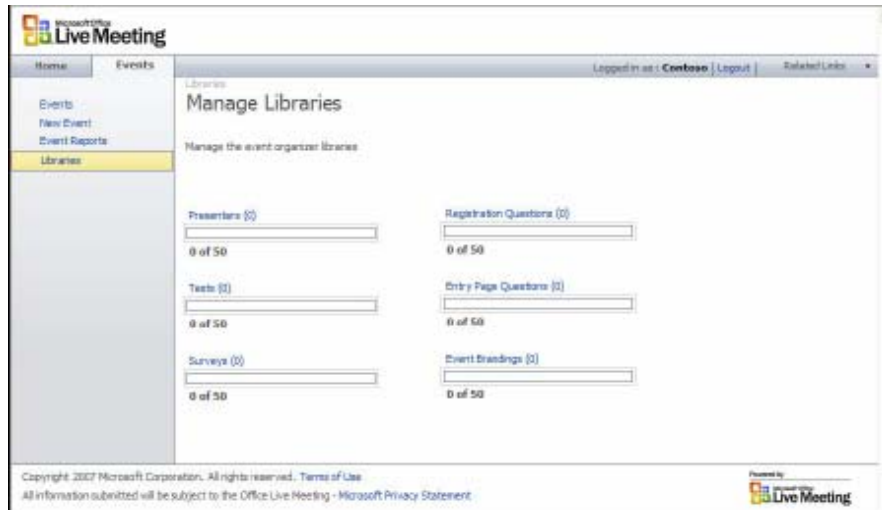 Microsoft Office
Live Meeting
Home
Events
Logged in as : Contoso | Logout |
Related Links
Libraries
Manage Libraries
Events
New Event
Event Reports
Libraries
Manage the event organizer libraries
Presenters (0)
0 of 50
Registration Questions (0)
0 of 50
Tests (0)
0 of 50
Entry Page Questions (0)
0 of 50
Surveys (0)
0 of 50
Event Brandings (0)
0 of 50
Copyright 2007 Microsoft Corporation. All rights reserved. Terms of Use
All information submitted will be subject to the Office Live Meeting - Microsoft Privacy Statement
Powered by
Microsoft Office
Live Meeting